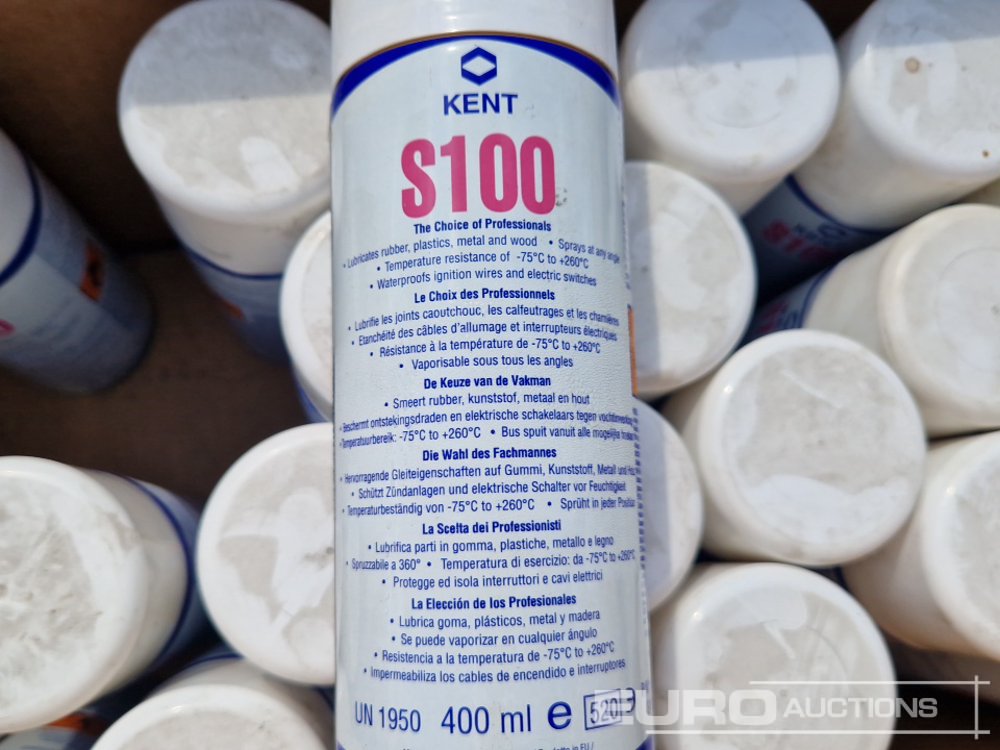 KENT
S100
The Choice of Professionals
• Lubricates rubber, plastics, metal and wood • Sprays at any angle
• Temperature resistance of -75°C to +260°C
• Waterproofs ignition wires and electric switches
Le Choix des Professionnels
• Lubrifie les joints caoutchouc, les calfeutrages et les charnières
• Etanchéité des câbles d'allumage et interrupteurs électriques
• Résistance à la température de -75°C to +260°C
• Vaporisable sous tous les angles
De Keuze van de Vakman
• Smeert rubber, kunststof, metaal en hout
• Beschermt ontstekingsdraden en elektrische schakelaars tegen
• Temperatuurbereik: -75°C to +260°C • Bus spuit vanuit alle mogelijke
Die Wahl des Fachmannes
• Hervorragende Gleiteigenschaften auf Gummi, Kunststoff, Metall und
• Schützt Zündanlagen und elektrische Schalter vor Feuchtigkeit
• Temperaturbeständig von -75°C to +260°C • Sprüht in jeder Position
La Scelta dei Professionisti
• Lubrifica parti in gomma, plastiche, metallo e legno
• Spruzzabile a 360° • Temperatura di esercizio: da -75°C to +260°C
• Protegge ed isola interruttori e cavi elettrici
La Elección de los Profesionales
• Lubrica goma, plásticos, metal y madera
• Se puede vaporizar en cualquier ángulo
• Resistencia a la temperatura de -75°C to +260°C
• Impermeabiliza los cables de encendido e interruptores
UN 1950 400 ml e 520
EURO AUCTIONS
S100